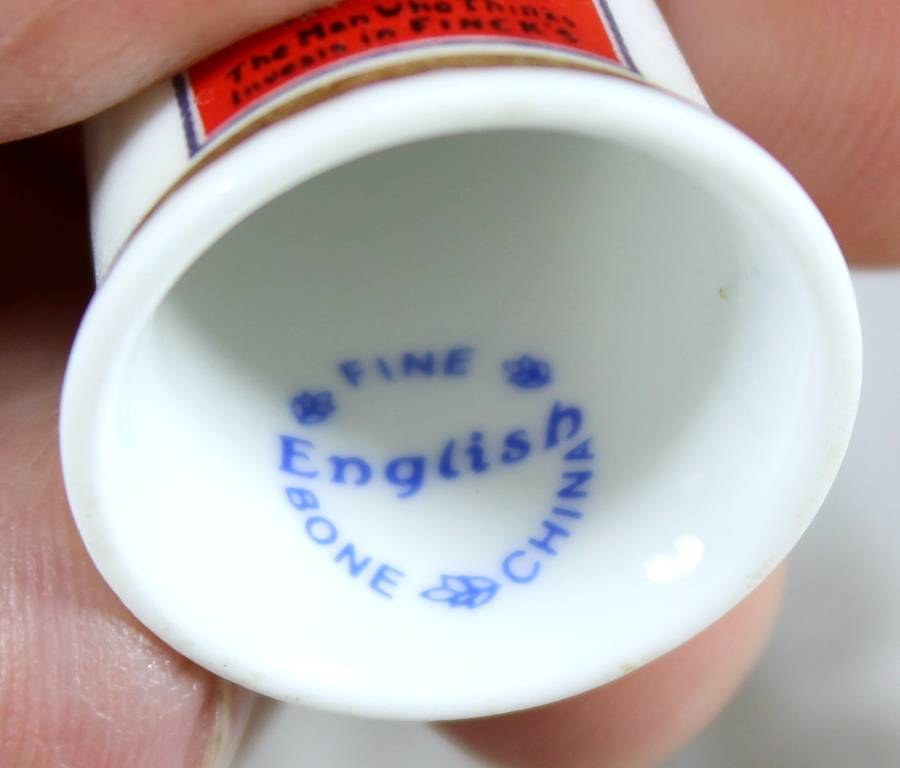 The Man Who Thinks
Invests in FINCK'S
FINE
English
BONE CHINA